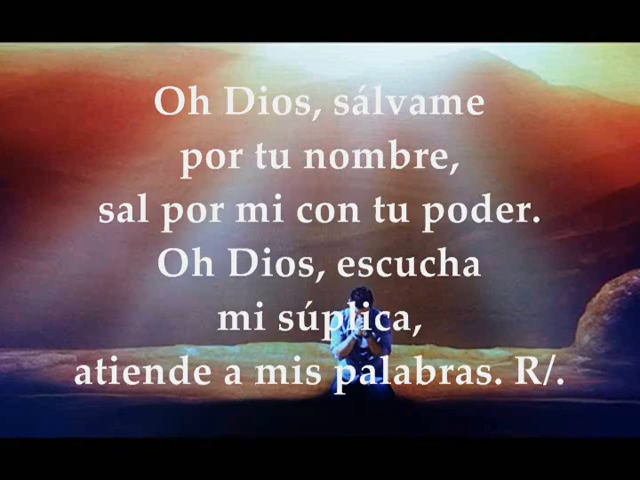 Oh Dios, sálvame
por tu nombre,
sal por mi con tu poder.
Oh Dios, escucha
mi súplica,
atiende a mis palabras. R/.